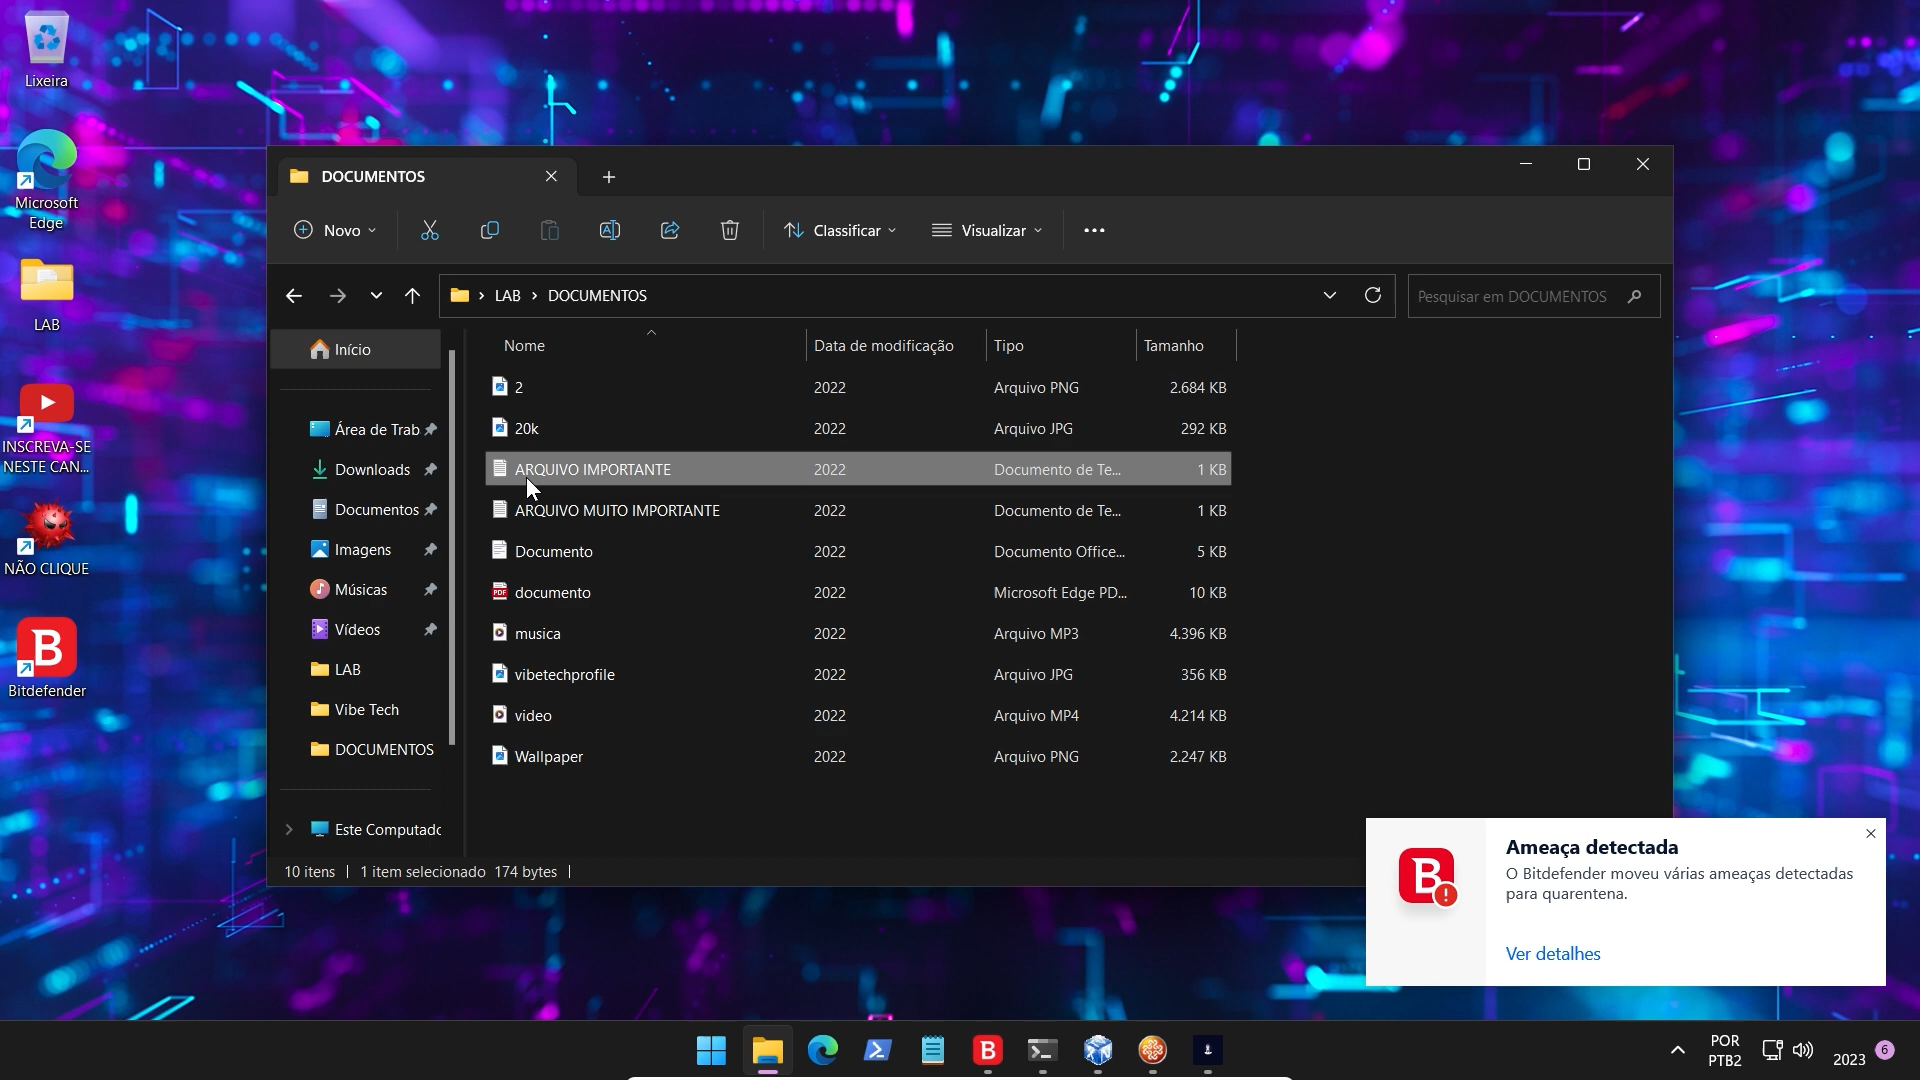 Lixeira
Microsoft
Edge
LAB
INSCREVA-SE
NESTE CAN...
NÃO CLIQUE
Bitdefender
DOCUMENTOS
Novo
Classificar
Visualizar
LAB > DOCUMENTOS
Pesquisar em DOCUMENTOS
Início
Área de Trab
Downloads
Documentos
Imagens
Músicas
Vídeos
LAB
Vibe Tech
DOCUMENTOS
Este Computado
Nome Data de modificação Tipo Tamanho
2 2022 Arquivo PNG 2.684 KB
20k 2022 Arquivo JPG 292 KB
ARQUIVO IMPORTANTE 2022 Documento de Te... 1 KB
ARQUIVO MUITO IMPORTANTE 2022 Documento de Te... 1 KB
Documento 2022 Documento Office... 5 KB
documento 2022 Microsoft Edge PD... 10 KB
musica 2022 Arquivo MP3 4.396 KB
vibetechprofile 2022 Arquivo JPG 356 KB
video 2022 Arquivo MP4 4.214 KB
Wallpaper 2022 Arquivo PNG 2.247 KB
10 itens 1 item selecionado 174 bytes
Ameaça detectada
O Bitdefender moveu várias ameaças detectadas
para quarentena.
Ver detalhes
POR
PTB2
2023
6